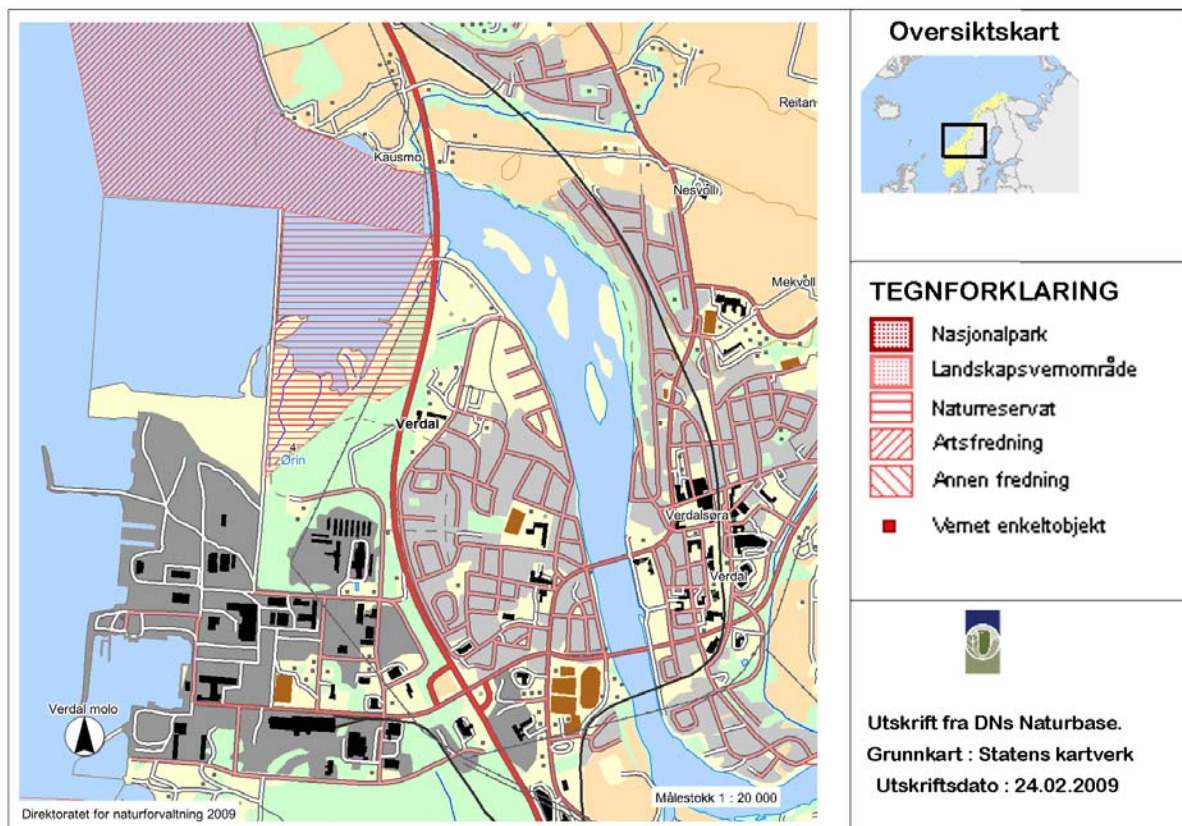 Reitan
Kausmo
Nesvolli
Mekvoll
Verdal
4
Ørin
Verdalsøra
Verdal
Verdal molo
Målestokk 1 : 20 000
Direktoratet for naturforvaltning 2009
Oversiktskart
TEGNFORKLARING
Nasjonalpark
Landskapsvernområde
Naturreservat
Artsfredning
Annen fredning
Vernet enkeltobjekt
Utskrift fra DNs Naturbase.
Grunnkart : Statens kartverk
Utskriftsdato : 24.02.2009